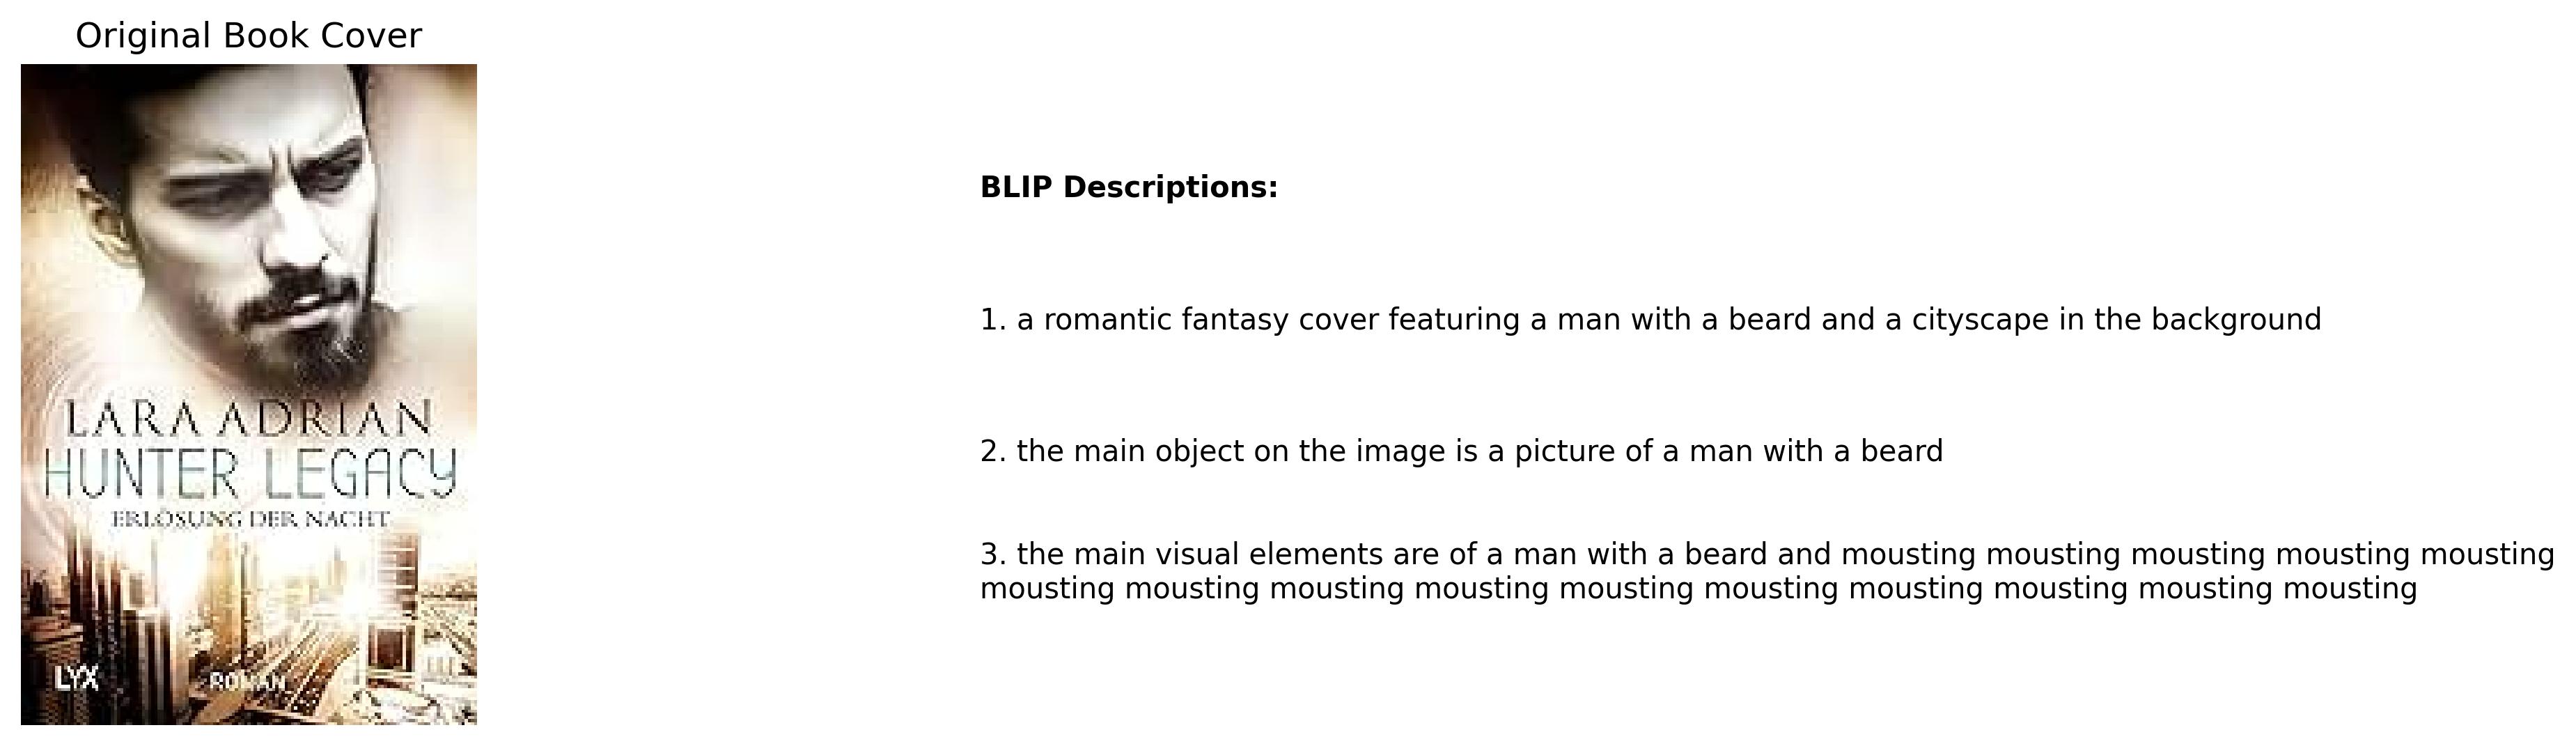 Original Book Cover
LARA ADRIAN
HUNTER LEGACY
ERLÖSUNG DER NACHT
LYX
ROMAN
BLIP Descriptions:
1. a romantic fantasy cover featuring a man with a beard and a cityscape in the background
2. the main object on the image is a picture of a man with a beard
3. the main visual elements are of a man with a beard and mousting mousting mousting mousting mousting
mousting mousting mousting mousting mousting mousting mousting mousting mousting mousting